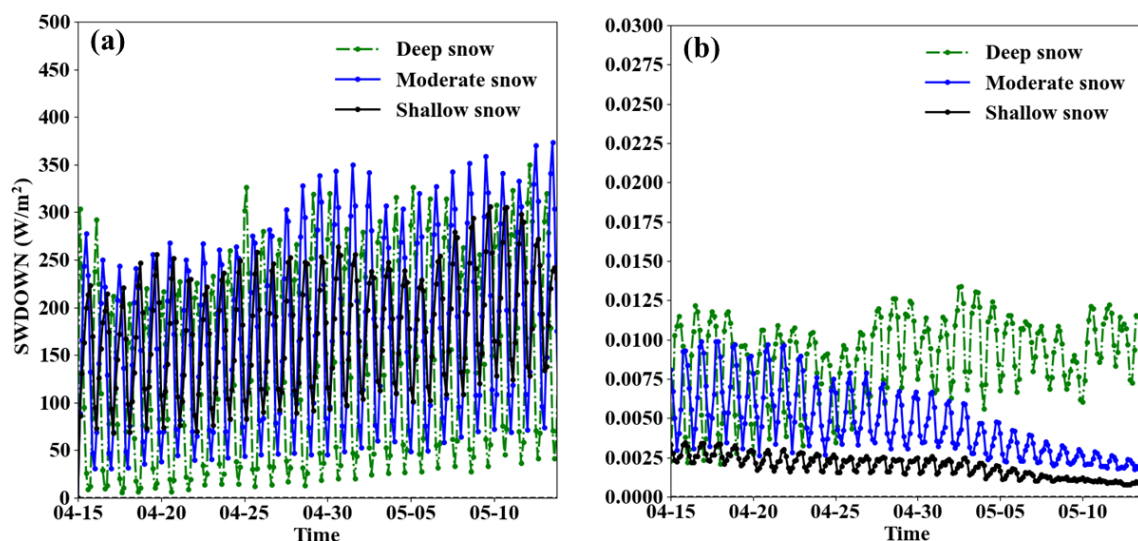 (a)
Deep snow
Moderate snow
Shallow snow
SWDOWN (W/m²)
500
450
400
350
300
250
200
150
100
50
0
04-15 04-20 04-25 04-30 05-05 05-10
Time
(b)
Deep snow
Moderate snow
Shallow snow
0.0300
0.0275
0.0250
0.0225
0.0200
0.0175
0.0150
0.0125
0.0100
0.0075
0.0050
0.0025
0.0000
04-15 04-20 04-25 04-30 05-05 05-10
Time